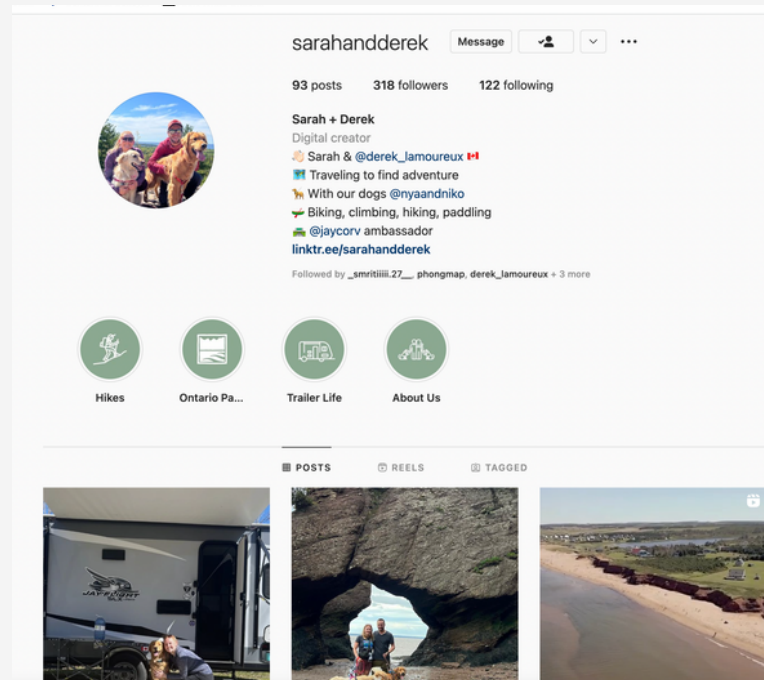 sarahandderek Message
93 posts 318 followers 122 following
Sarah + Derek
Digital creator
👋🏻 Sarah & @derek_lamoureux 🇨🇦
🗺️ Traveling to find adventure
🐕 With our dogs @nyaandniko
🛶 Biking, climbing, hiking, paddling
🚙 @jaycorv ambassador
linktr.ee/sarahandderek
Followed by _smritiiiii.27__, phongmap, derek_lamoureux + 3 more
Hikes Ontario Pa... Trailer Life About Us
POSTS REELS TAGGED
JAY FLIGHT